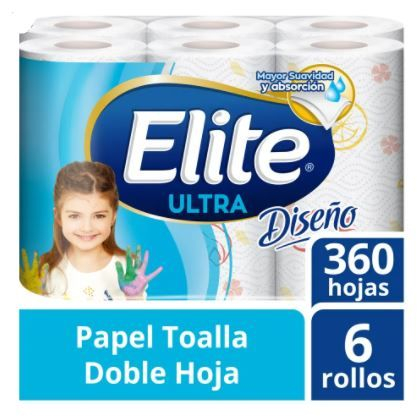 Mayor Suavidad
y absorción
Elite®
ULTRA
Diseño
360
hojas
Papel Toalla
Doble Hoja
6
rollos